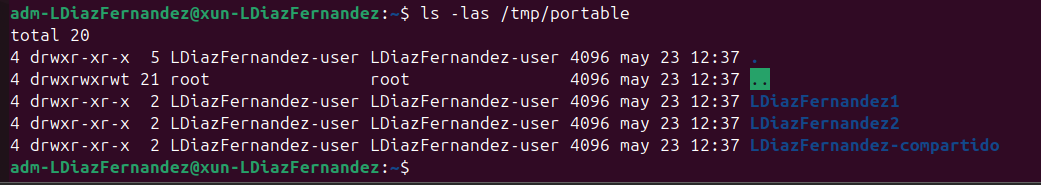 adm-LDiazFernandez@xun-LDiazFernandez:~$ ls -las /tmp/portable
total 20
4 drwxr-xr-x  5 LDiazFernandez-user LDiazFernandez-user 4096 may 23 12:37 .
4 drwxrwxrwt 21 root                root                4096 may 23 12:37 ..
4 drwxr-xr-x  2 LDiazFernandez-user LDiazFernandez-user 4096 may 23 12:37 LDiazFernandez1
4 drwxr-xr-x  2 LDiazFernandez-user LDiazFernandez-user 4096 may 23 12:37 LDiazFernandez2
4 drwxr-xr-x  2 LDiazFernandez-user LDiazFernandez-user 4096 may 23 12:37 LDiazFernandez-compartido
adm-LDiazFernandez@xun-LDiazFernandez:~$